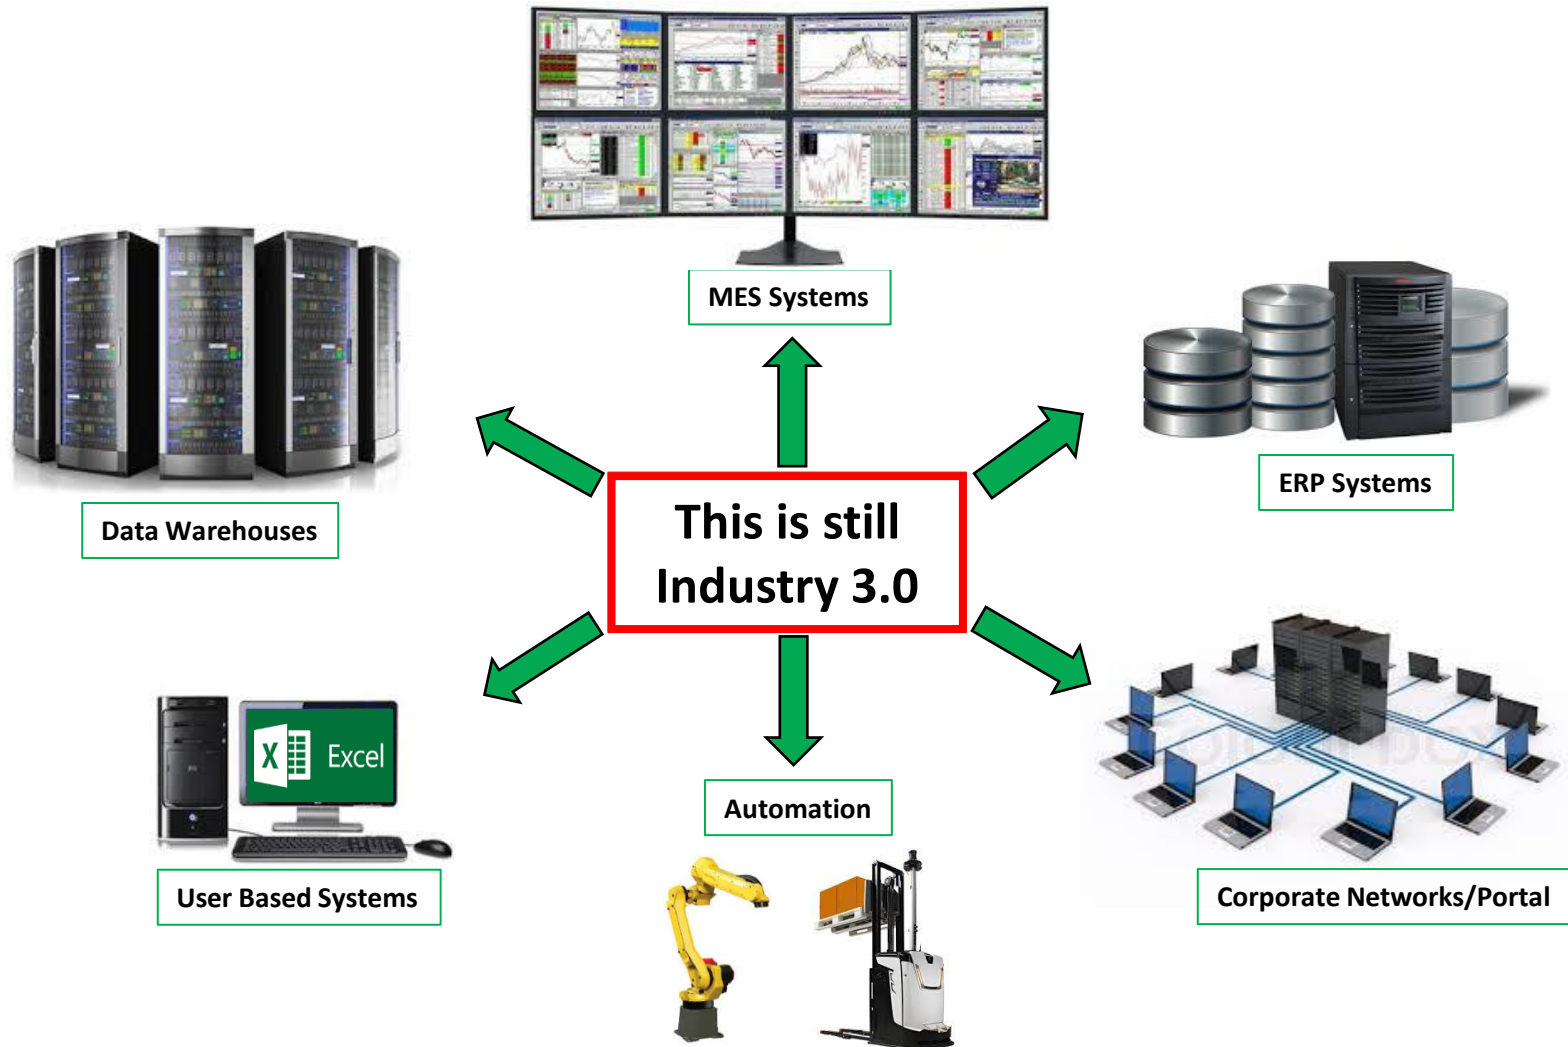 MES Systems
Data Warehouses
ERP Systems
This is still
Industry 3.0
X
Excel
User Based Systems
Automation
Corporate Networks/Portal